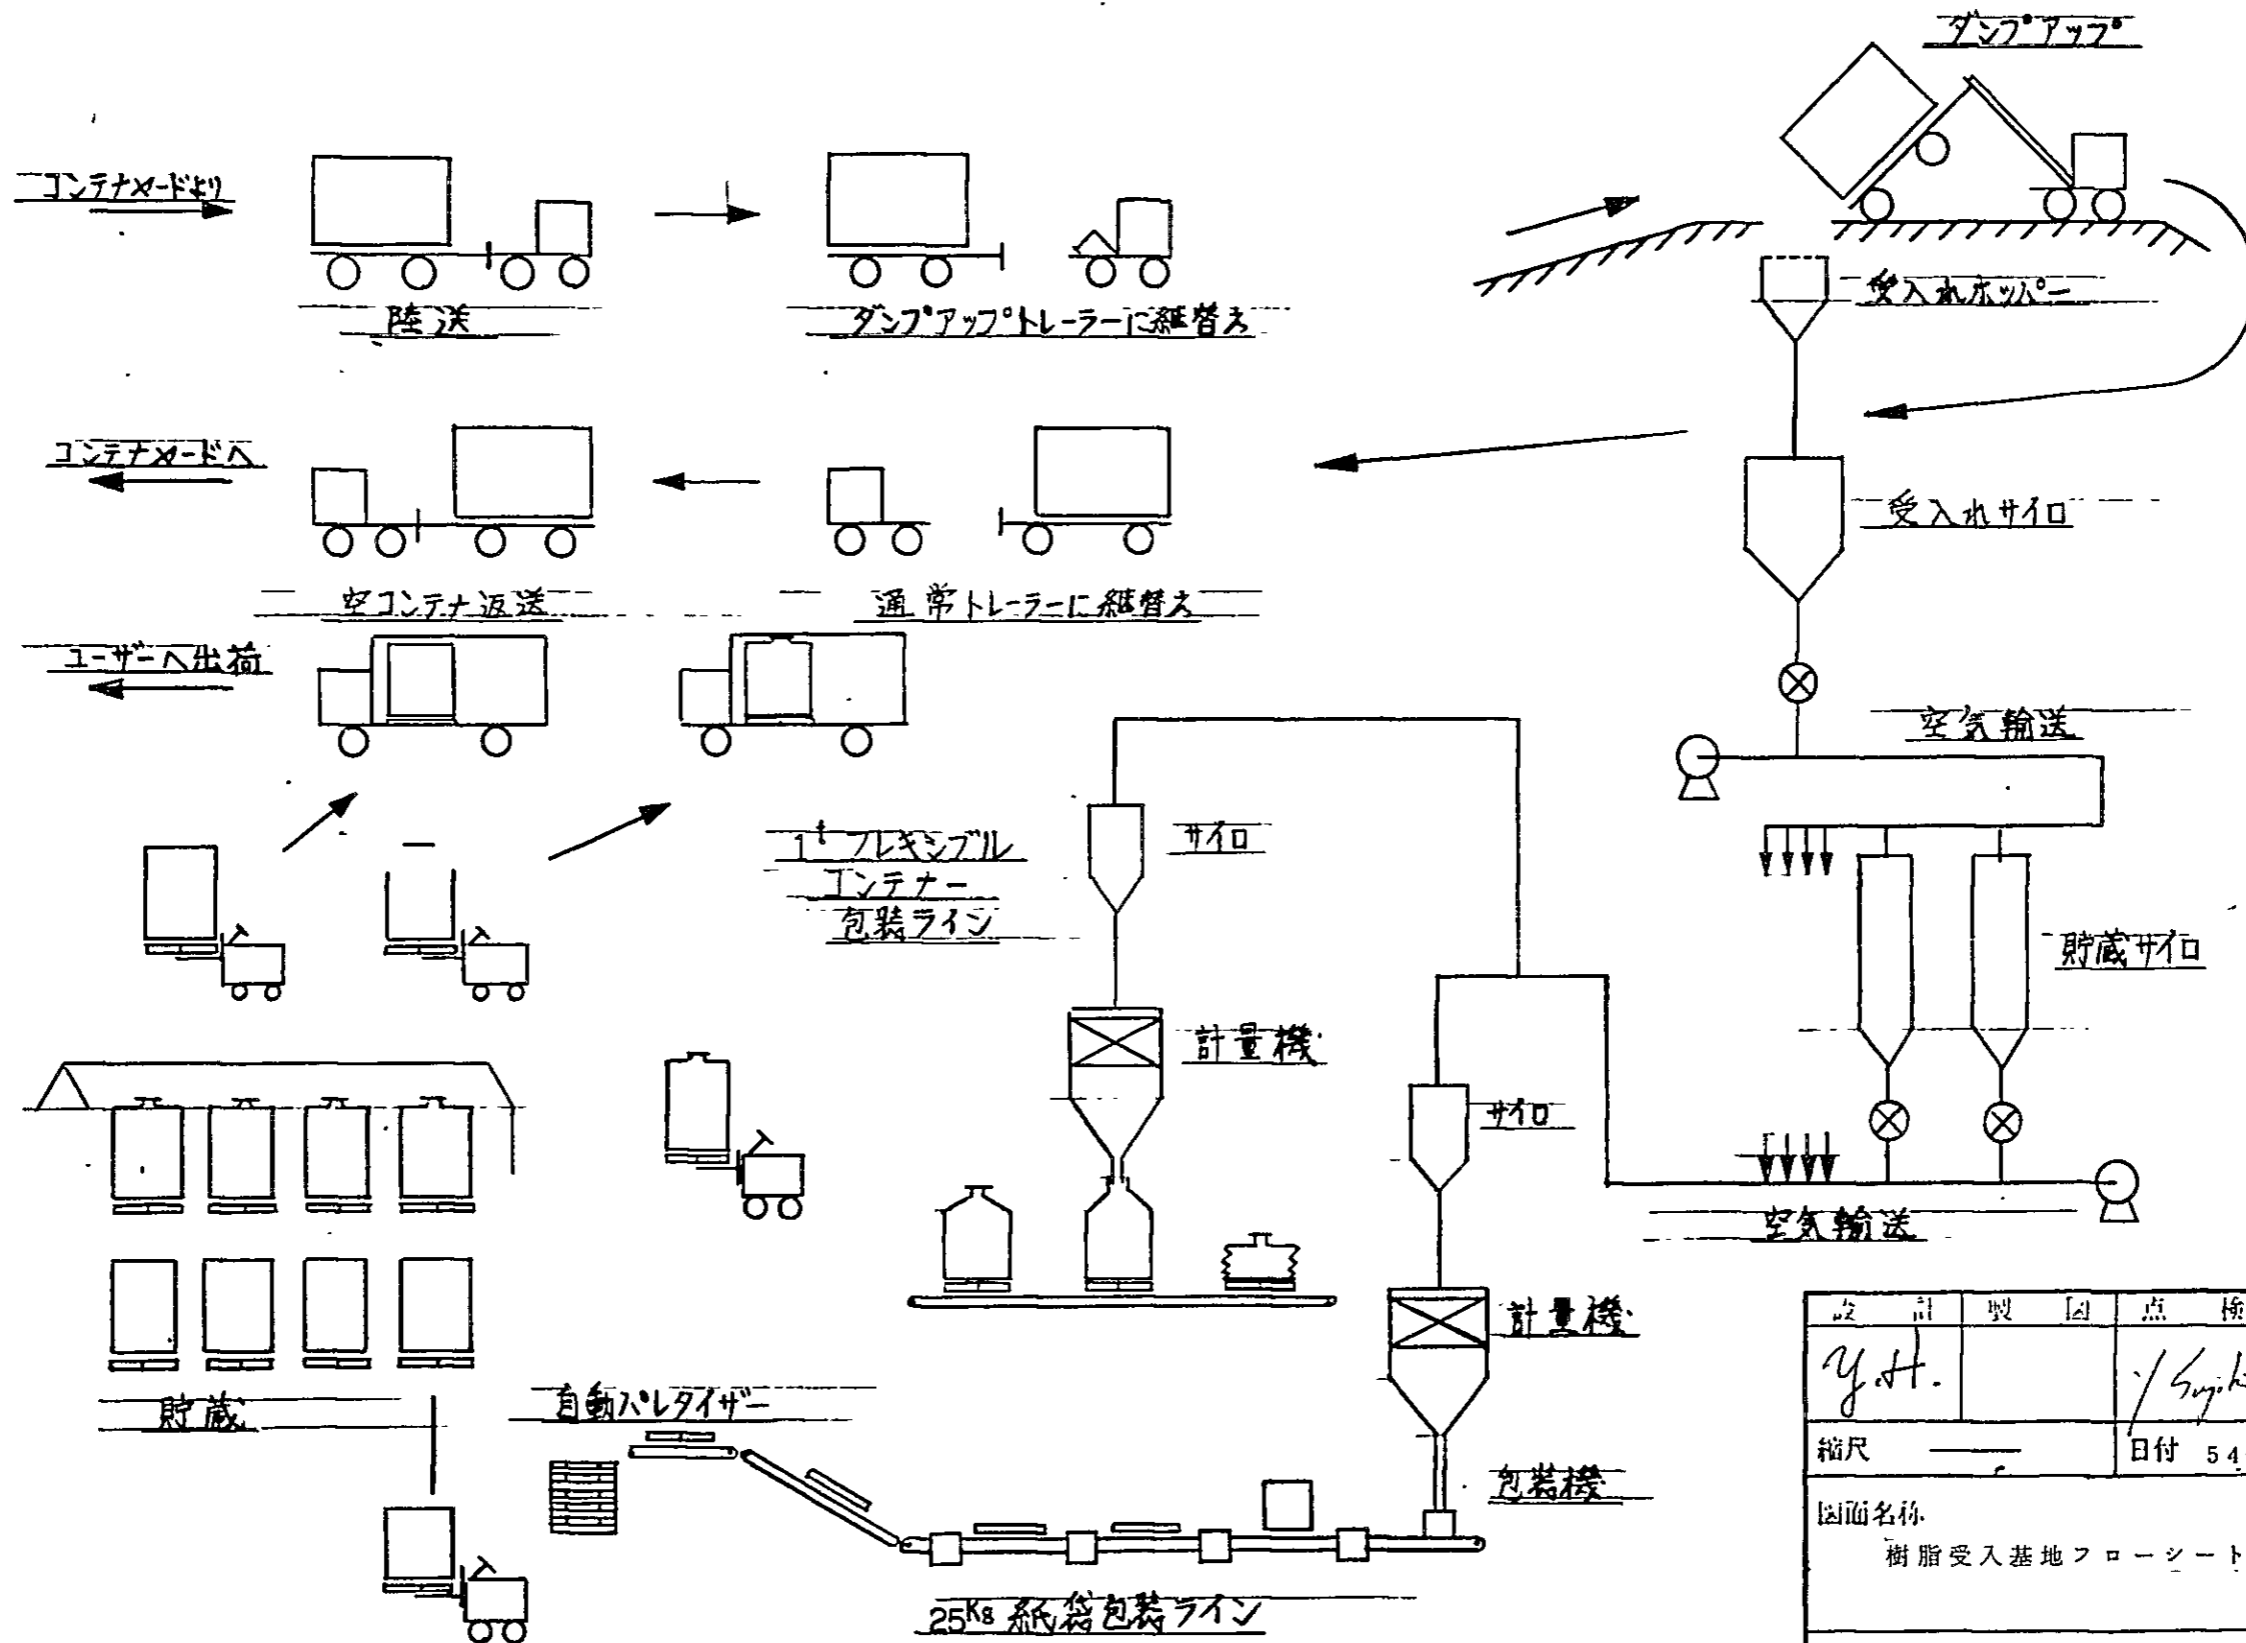 ダンプアップ
コンテナヤードより
陸送
ダンプアップトレーラーに継替え
受入れホッパー
コンテナヤードへ
受入れサイロ
空コンテナ返送
通常トレーラーに継替え
ユーザーへ出荷
空気輸送
1t フレキシブル
コンテナー
包装ライン
サイロ
貯蔵サイロ
計量機
サイロ
空気輸送
計量機
貯蔵
自動パレタイザー
包装機
25Kg 紙袋包装ライン
設計 製図 点検
Y.H.
縮尺 日付 54
図面名称
樹脂受入基地フローシート